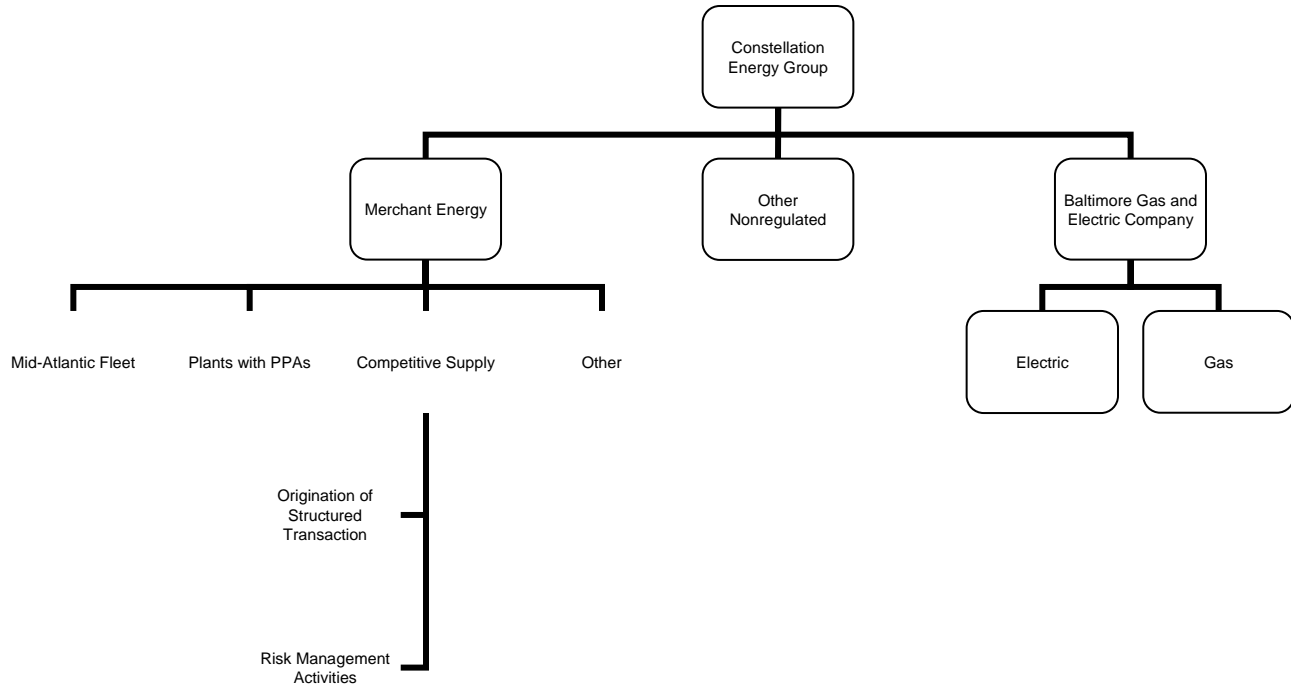 Constellation
Energy Group
Merchant Energy
Other
Nonregulated
Baltimore Gas and
Electric Company
Mid-Atlantic Fleet
Plants with PPAs
Competitive Supply
Other
Electric
Gas
Origination of
Structured
Transaction
Risk Management
Activities